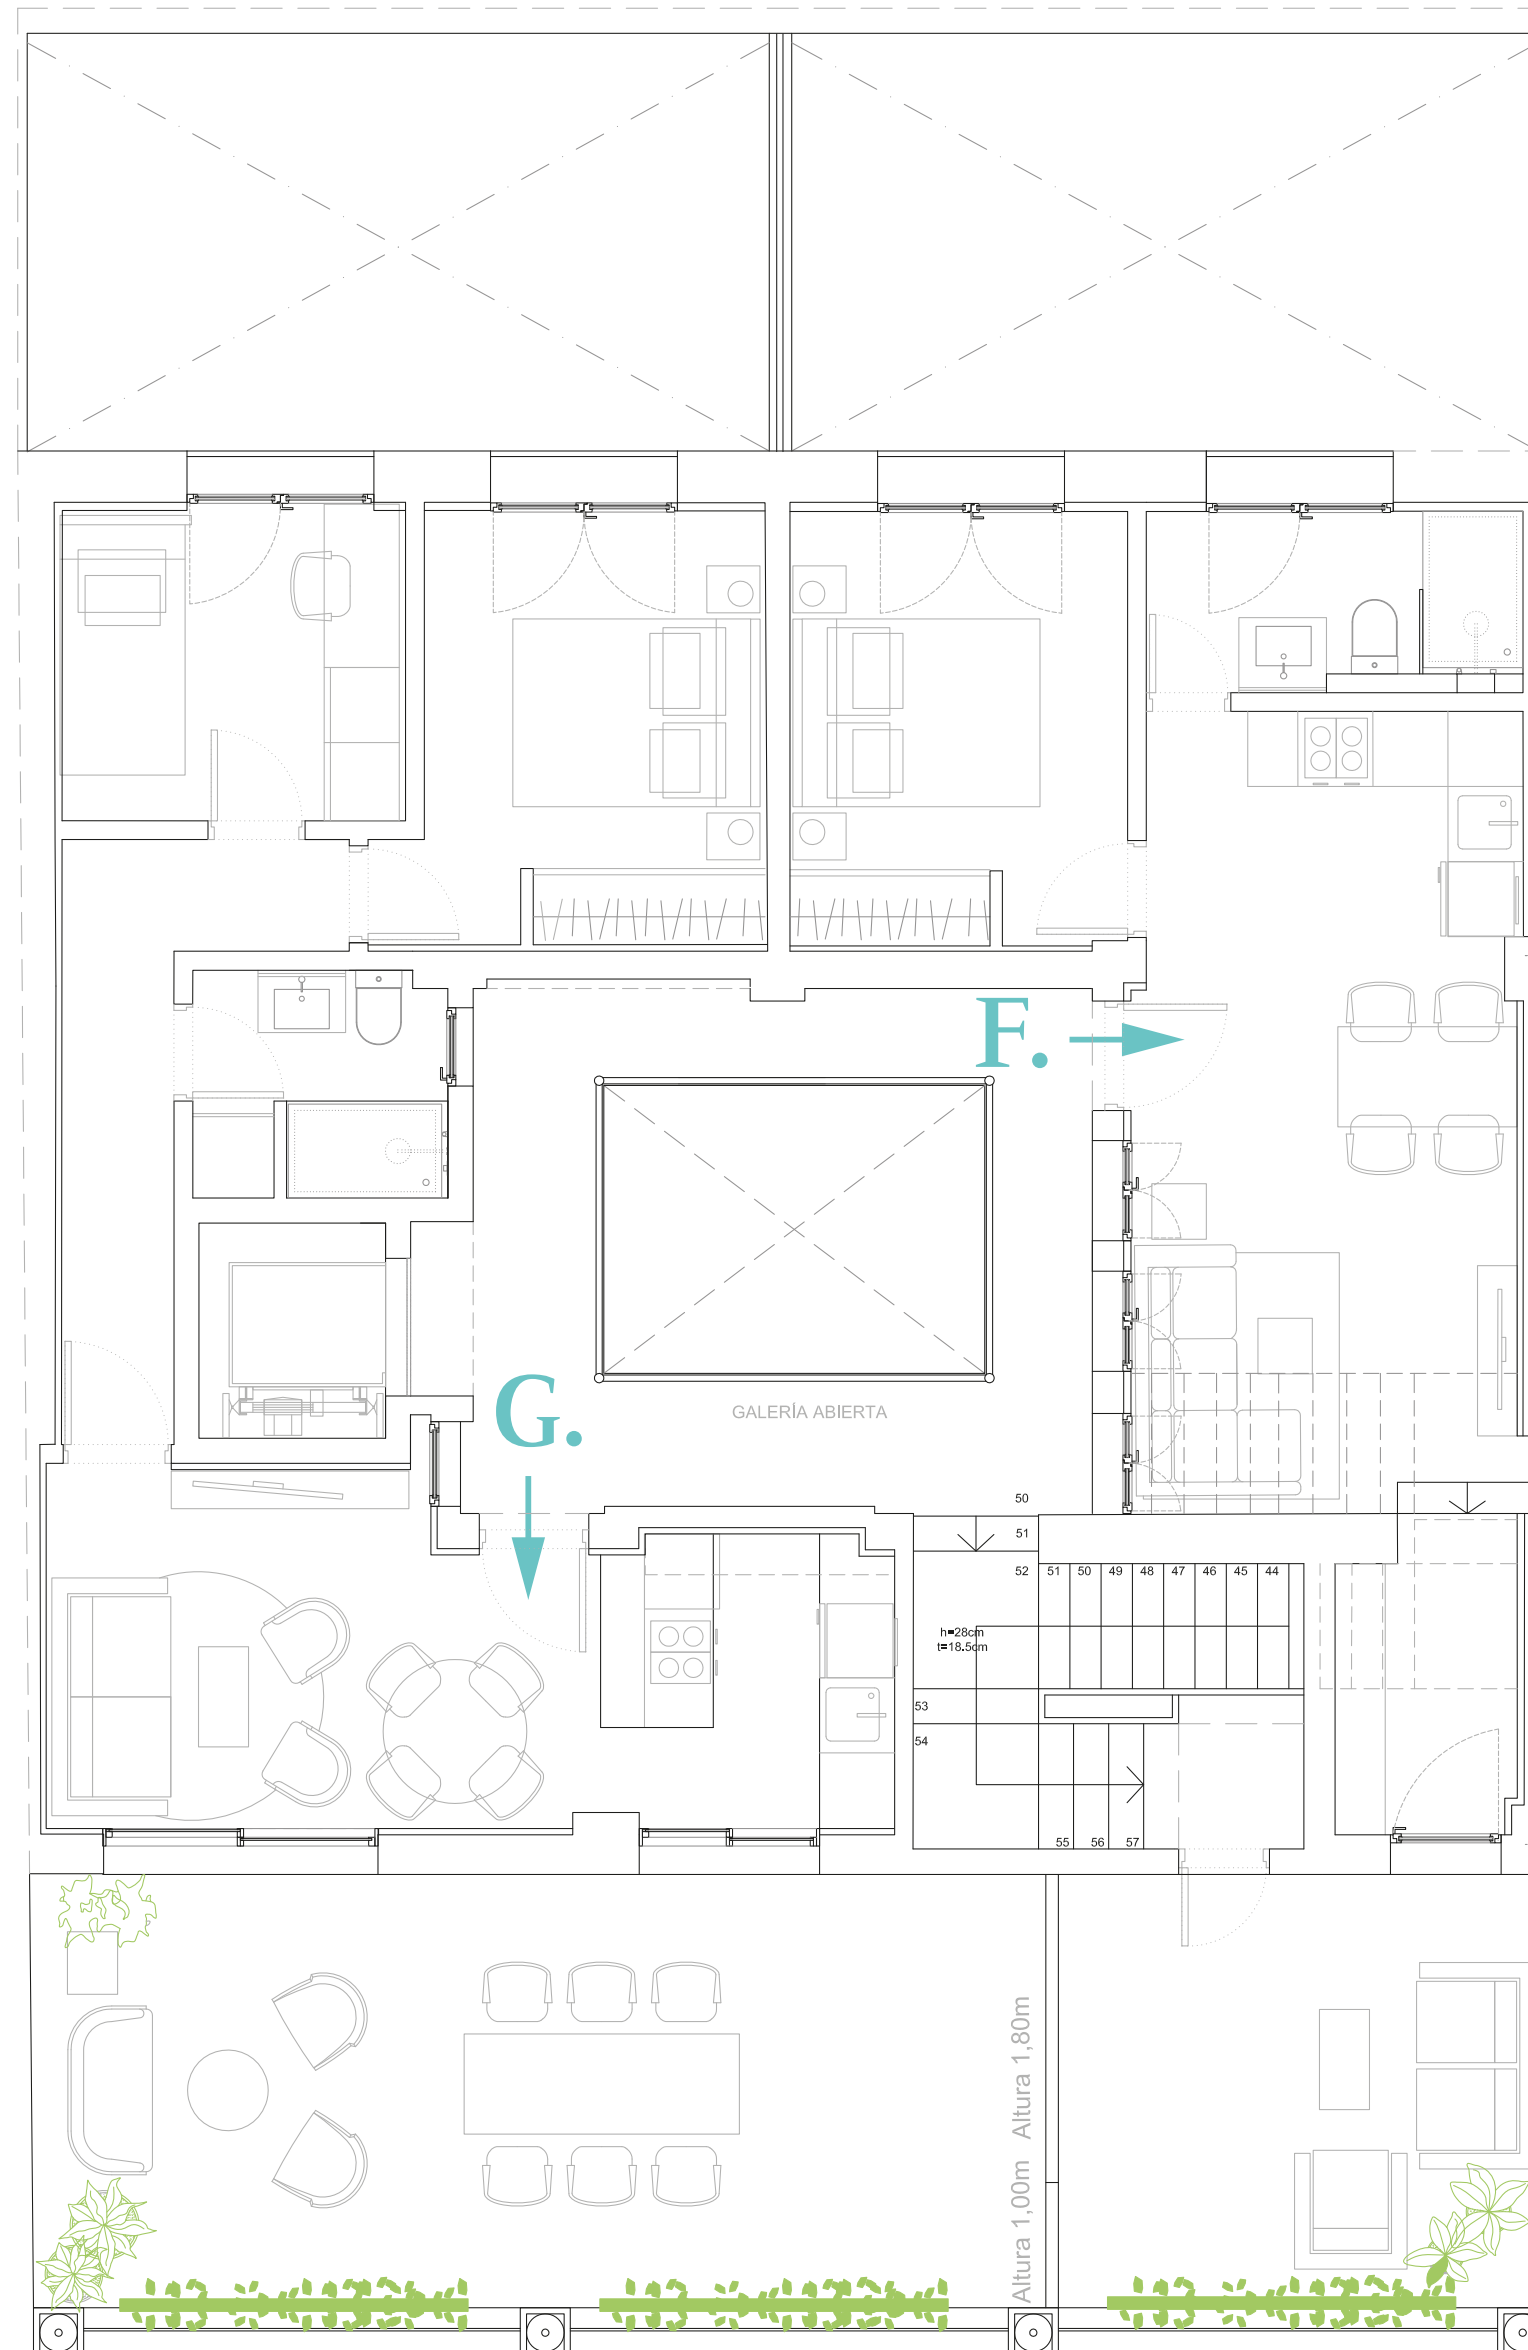 F.
G.
GALERÍA ABIERTA
50
51
52
51 50 49 48 47 46 45 44
h=28cm
t=18.5cm
53
54
55 56 57
Altura 1,00m Altura 1,80m